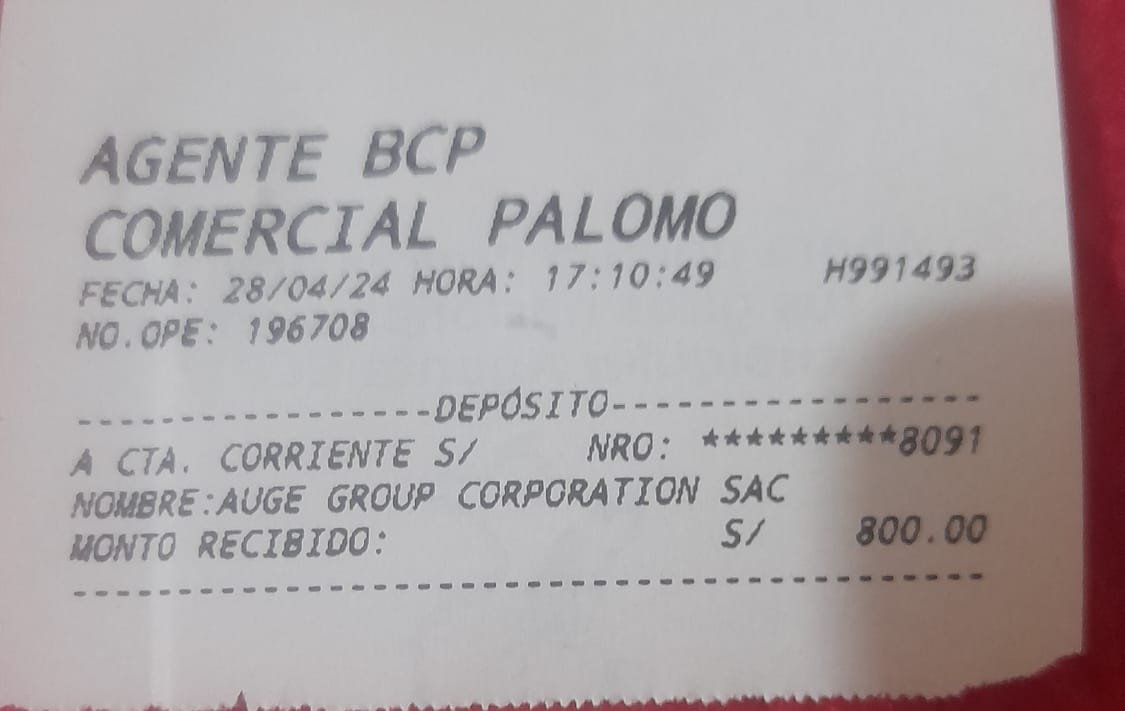 AGENTE BCP
COMERCIAL PALOMO
FECHA: 28/04/24 HORA: 17:10:49 H991493
NO.OPE: 196708
-----------------DEPÓSITO-----------------
A CTA. CORRIENTE S/ NRO: *********8091
NOMBRE:AUGE GROUP CORPORATION SAC
MONTO RECIBIDO: S/ 800.00
------------------------------------------